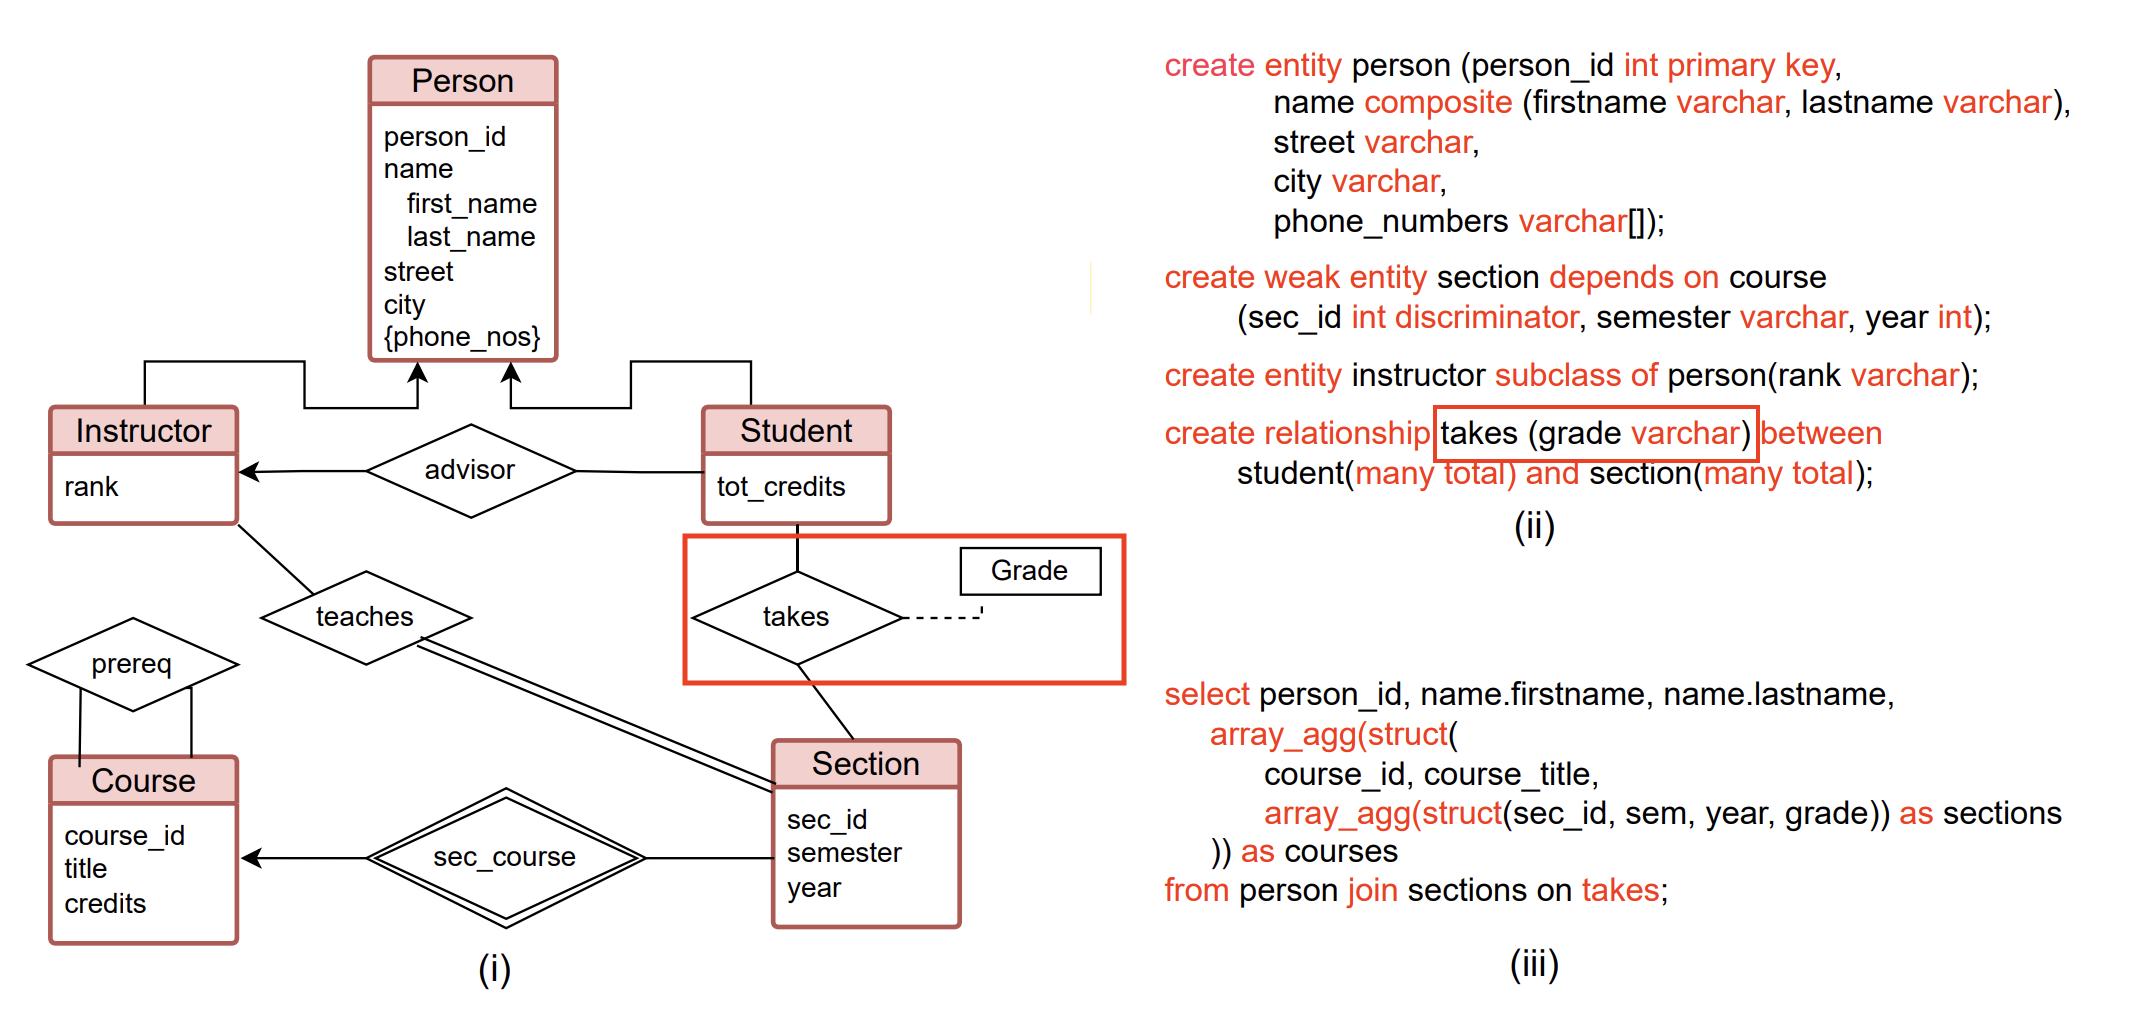 Person
person_id
name
first_name
last_name
street
city
{phone_nos}
Instructor
rank
advisor
Student
tot_credits
teaches
takes
Grade
prereq
Course
course_id
title
credits
sec_course
Section
sec_id
semester
year
(i)
create entity person (person_id int primary key,
name composite (firstname varchar, lastname varchar),
street varchar,
city varchar,
phone_numbers varchar[]);
create weak entity section depends on course
(sec_id int discriminator, semester varchar, year int);
create entity instructor subclass of person(rank varchar);
create relationship takes (grade varchar) between
student(many total) and section(many total);
(ii)
select person_id, name.firstname, name.lastname,
array_agg(struct(
course_id, course_title,
array_agg(struct(sec_id, sem, year, grade)) as sections
)) as courses
from person join sections on takes;
(iii)